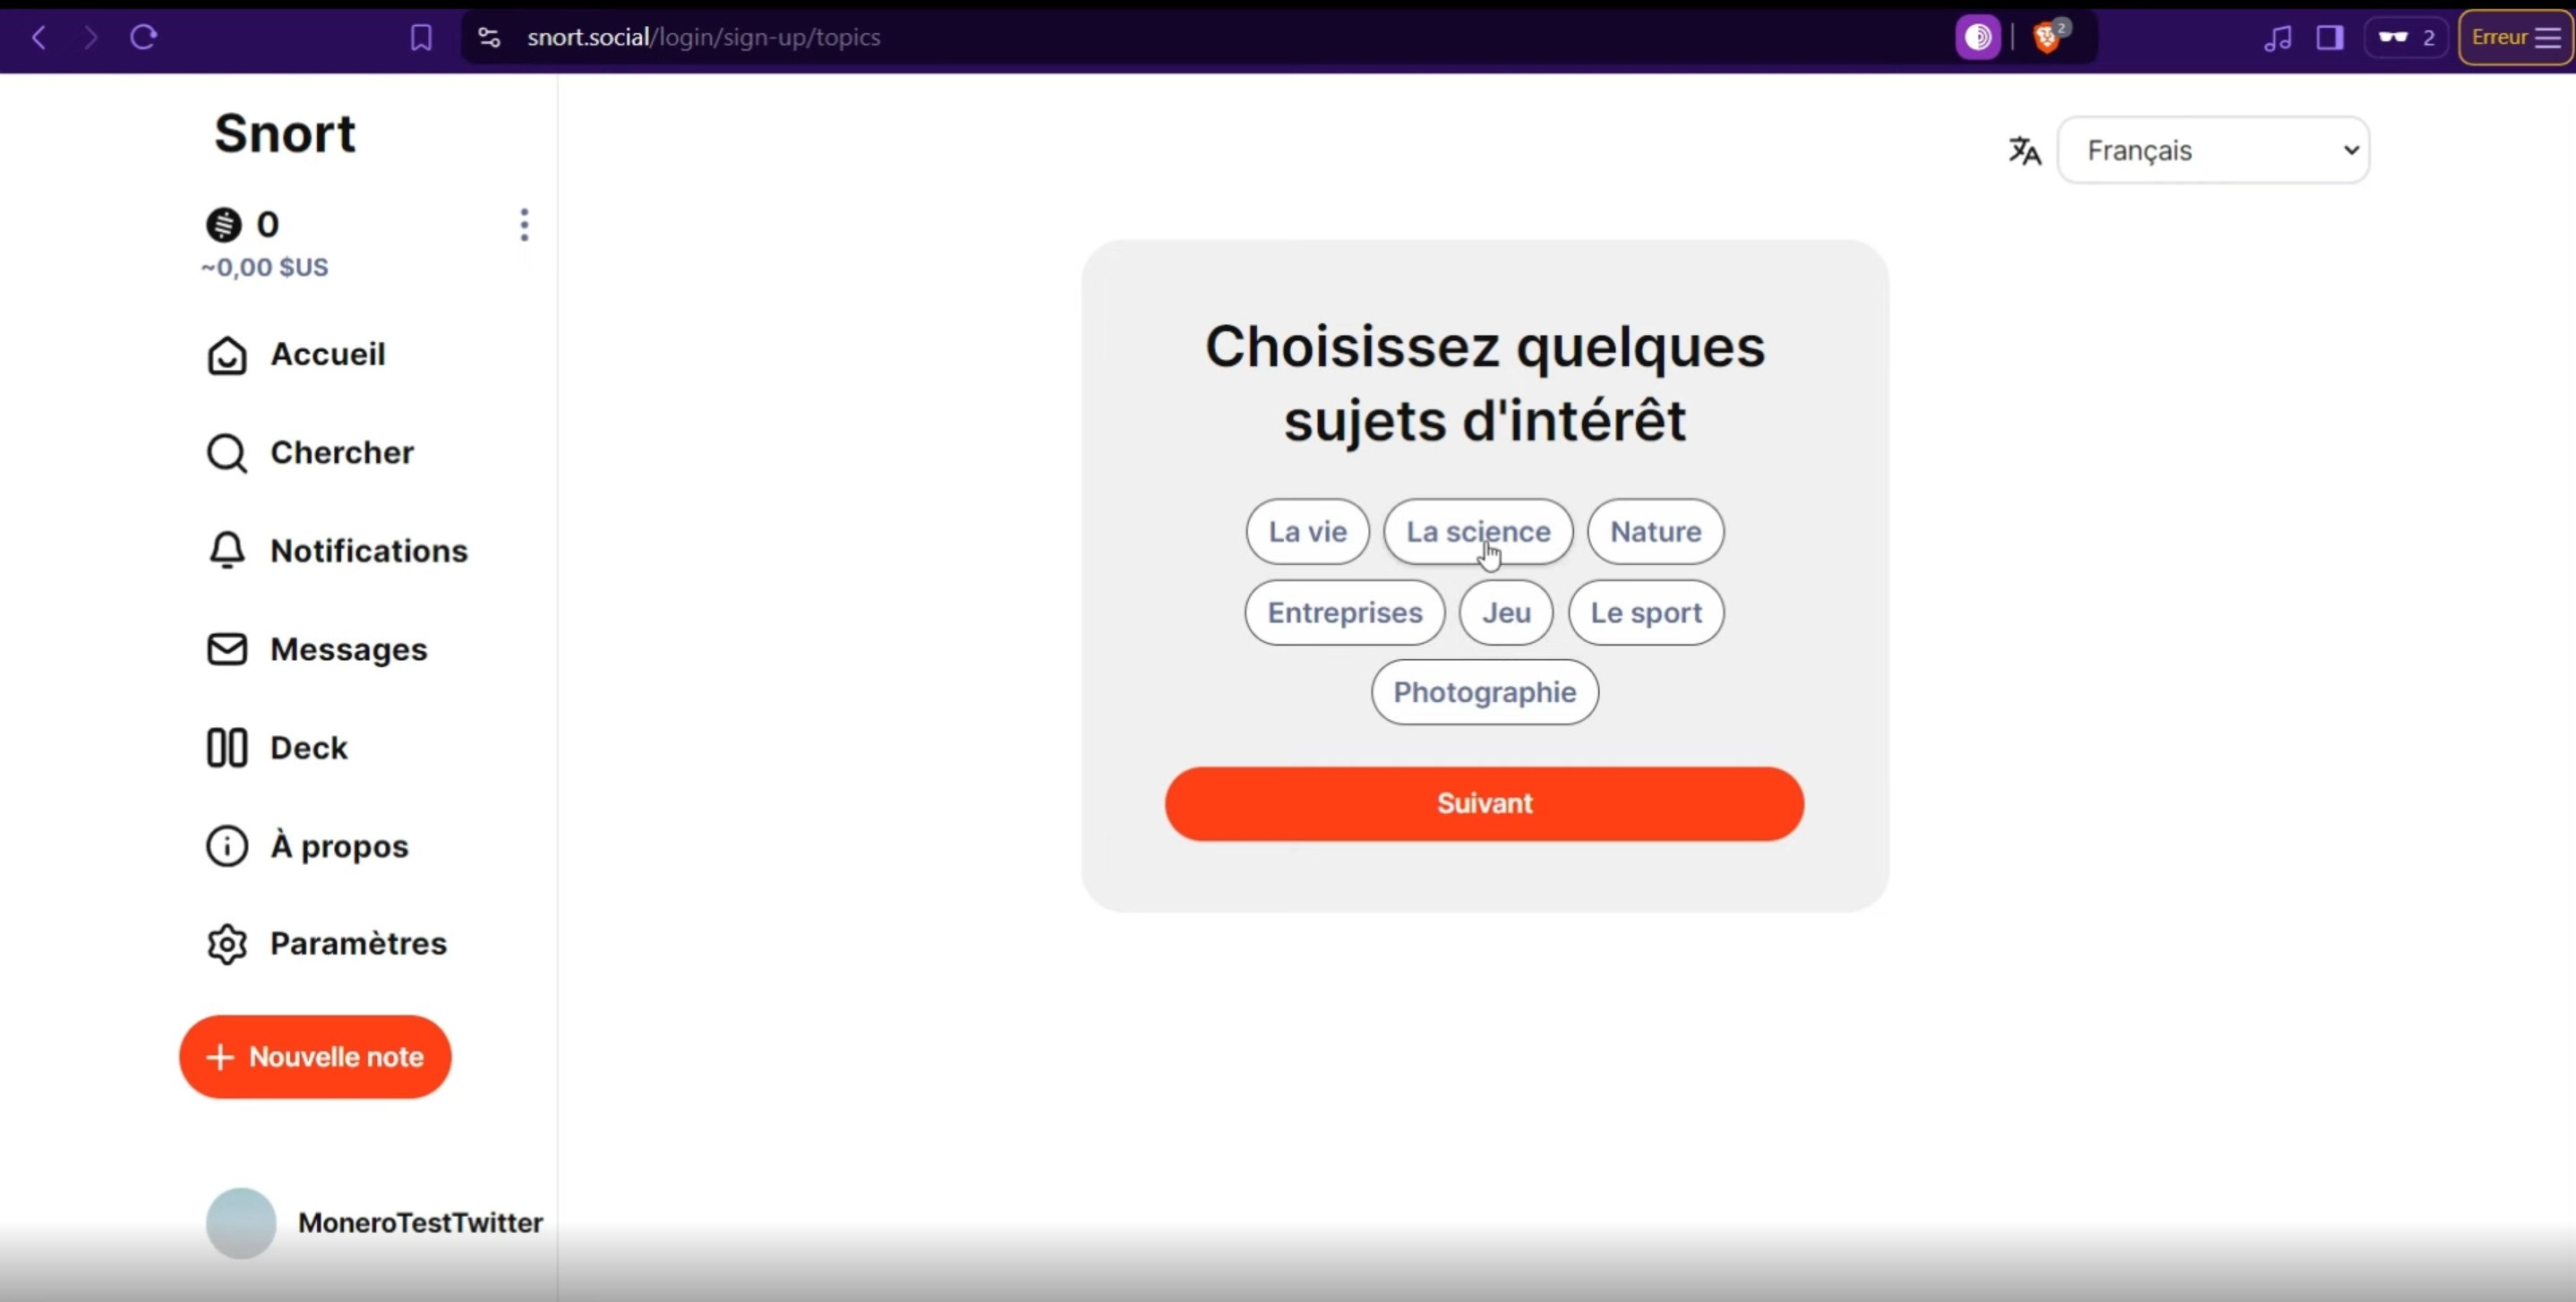 snort.social/login/sign-up/topics
2
2
Erreur
Snort
Français
0
~0,00 $US
Accueil
Chercher
Notifications
Messages
Deck
À propos
Paramètres
Nouvelle note
MoneroTestTwitter
Choisissez quelques
sujets d'intérêt
La vie
La science
Nature
Entreprises
Jeu
Le sport
Photographie
Suivant